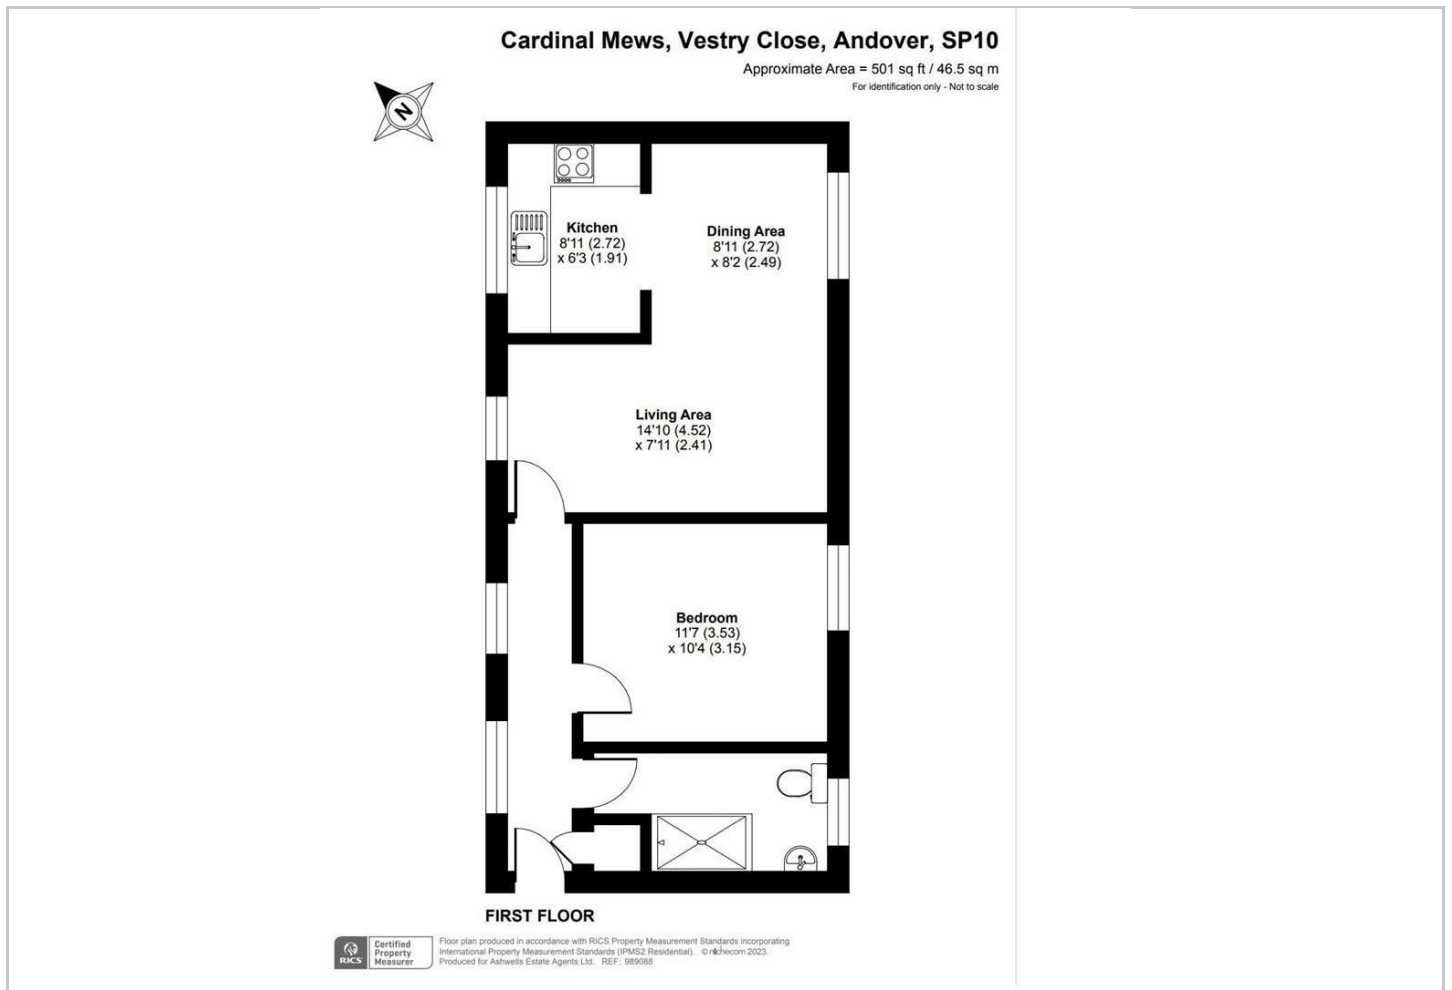 Cardinal Mews, Vestry Close, Andover, SP10
Approximate Area = 501 sq ft / 46.5 sq m
For identification only - Not to scale
N
Kitchen
8'11 (2.72)
x 6'3 (1.91)
Dining Area
8'11 (2.72)
x 8'2 (2.49)
Living Area
14'10 (4.52)
x 7'11 (2.41)
Bedroom
11'7 (3.53)
x 10'4 (3.15)
FIRST FLOOR
RICS
Certified
Property
Measurer
Floor plan produced in accordance with RICS Property Measurement Standards incorporating
International Property Measurement Standards (IPMS2 Residential). © nichecom 2023.
Produced for Ashwells Estate Agents Ltd. REF: 989088